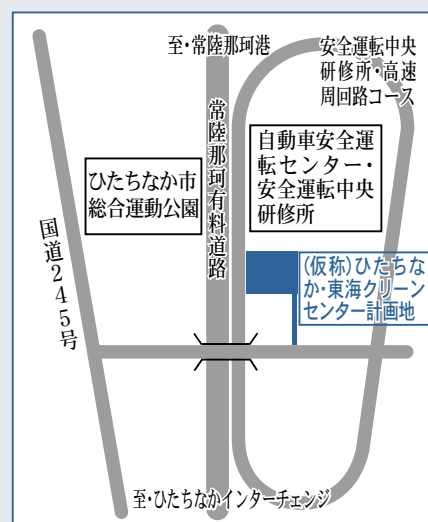 至・常陸那珂港
安全運転中央
研修所・高速
周回路コース
常陸那珂有料道路
自動車安全運
転センター・
安全運転中央
研修所
ひたちなか市
総合運動公園
国道245号
(仮称)ひたちな
か・東海クリーン
センター計画地
至・ひたちなかインターチェンジ